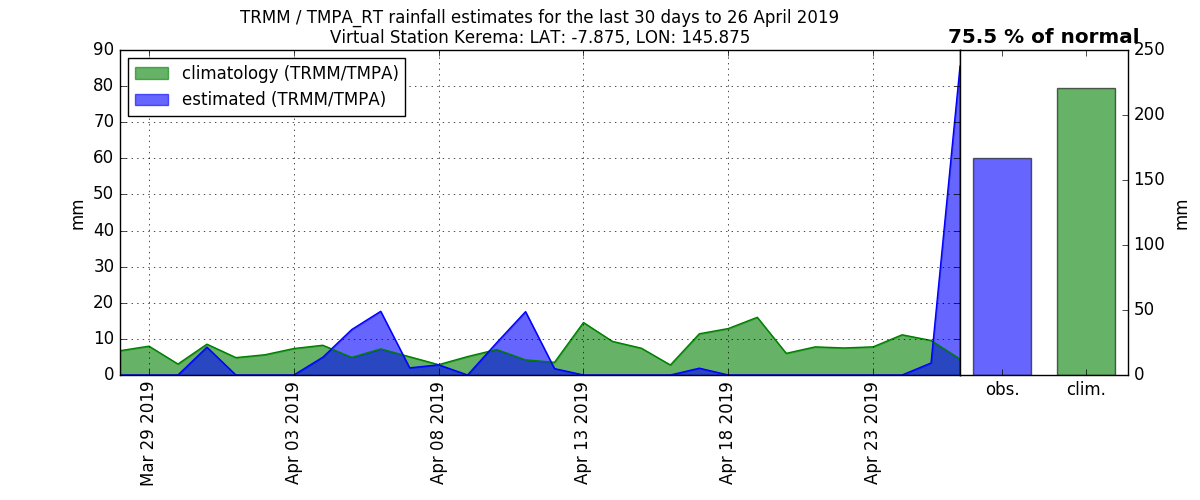 TRMM / TMPA_RT rainfall estimates for the last 30 days to 26 April 2019
Virtual Station Kerema: LAT: -7.875, LON: 145.875
75.5 % of normal
climatology (TRMM/TMPA)
estimated (TRMM/TMPA)
90
80
70
60
50
40
30
20
10
0
mm
Mar 29 2019
Apr 03 2019
Apr 08 2019
Apr 13 2019
Apr 18 2019
Apr 23 2019
obs.
clim.
250
200
150
100
50
0
mm